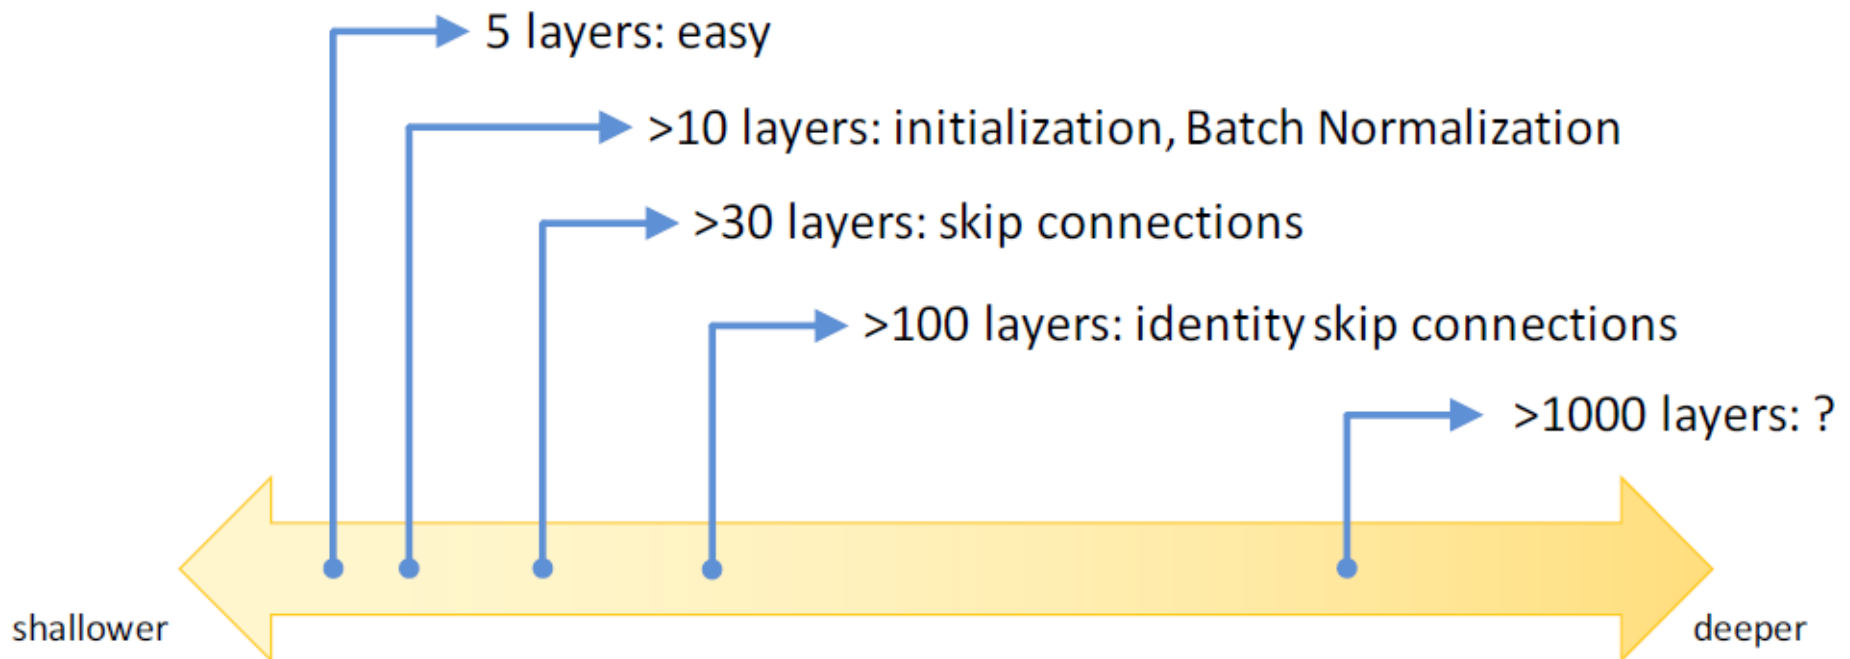 5 layers: easy
>10 layers: initialization, Batch Normalization
>30 layers: skip connections
>100 layers: identity skip connections
>1000 layers: ?
shallower
deeper